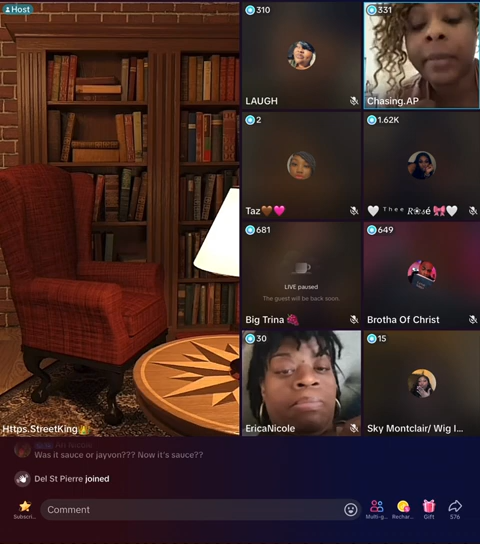 Host
310
LAUGH
331
Chasing.AP
2
Taz🤎💖
1.62K
🤍 ᵀʰᵉᵉ 𝑅❀𝓈é 🎀🤍
681
LIVE paused
The guest will be back soon.
Big Trina 🍓
649
Brotha Of Christ
30
EricaNicole
15
Sky Montclair/ Wig I...
Https.StreetKing
Was it sauce or jayvon??? Now it's sauce??
Del St Pierre joined
Subscri...
Comment
Multi-g...
Rechar...
Gift
576